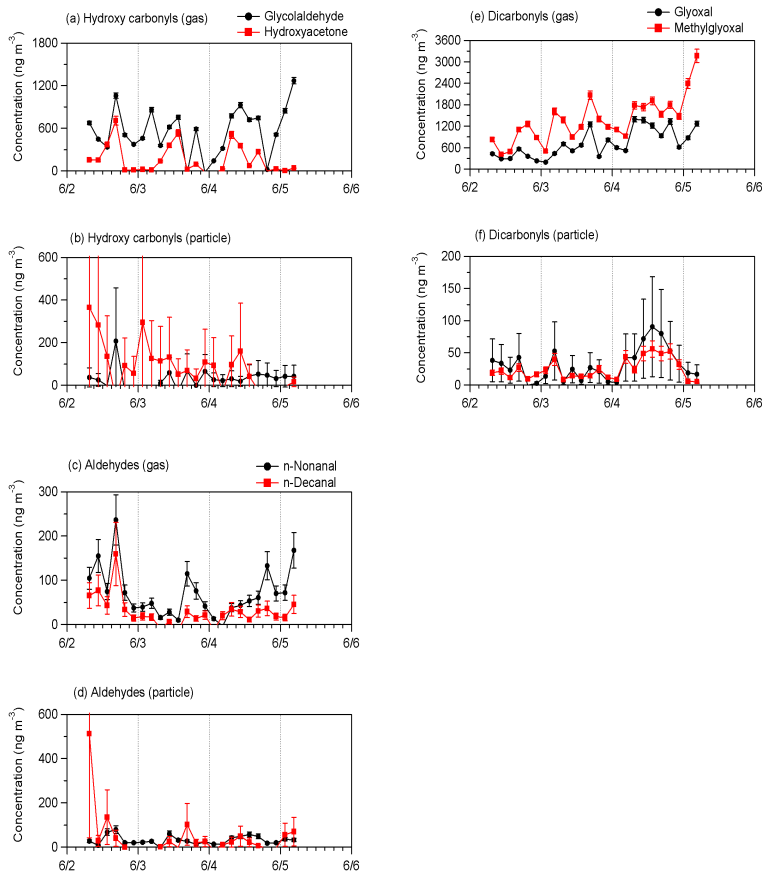 (a) Hydroxy carbonyls (gas)
Glycolaldehyde
Hydroxyacetone
Concentration (ng m-3)
1800
1200
600
0
6/2 6/3 6/4 6/5 6/6
(b) Hydroxy carbonyls (particle)
Concentration (ng m-3)
600
400
200
0
6/2 6/3 6/4 6/5 6/6
(c) Aldehydes (gas)
n-Nonanal
n-Decanal
Concentration (ng m-3)
300
200
100
0
6/2 6/3 6/4 6/5 6/6
(d) Aldehydes (particle)
Concentration (ng m-3)
600
400
200
0
6/2 6/3 6/4 6/5 6/6
(e) Dicarbonyls (gas)
Glyoxal
Methylglyoxal
Concentration (ng m-3)
3600
3000
2400
1800
1200
600
0
6/2 6/3 6/4 6/5 6/6
(f) Dicarbonyls (particle)
Concentration (ng m-3)
200
150
100
50
0
6/2 6/3 6/4 6/5 6/6